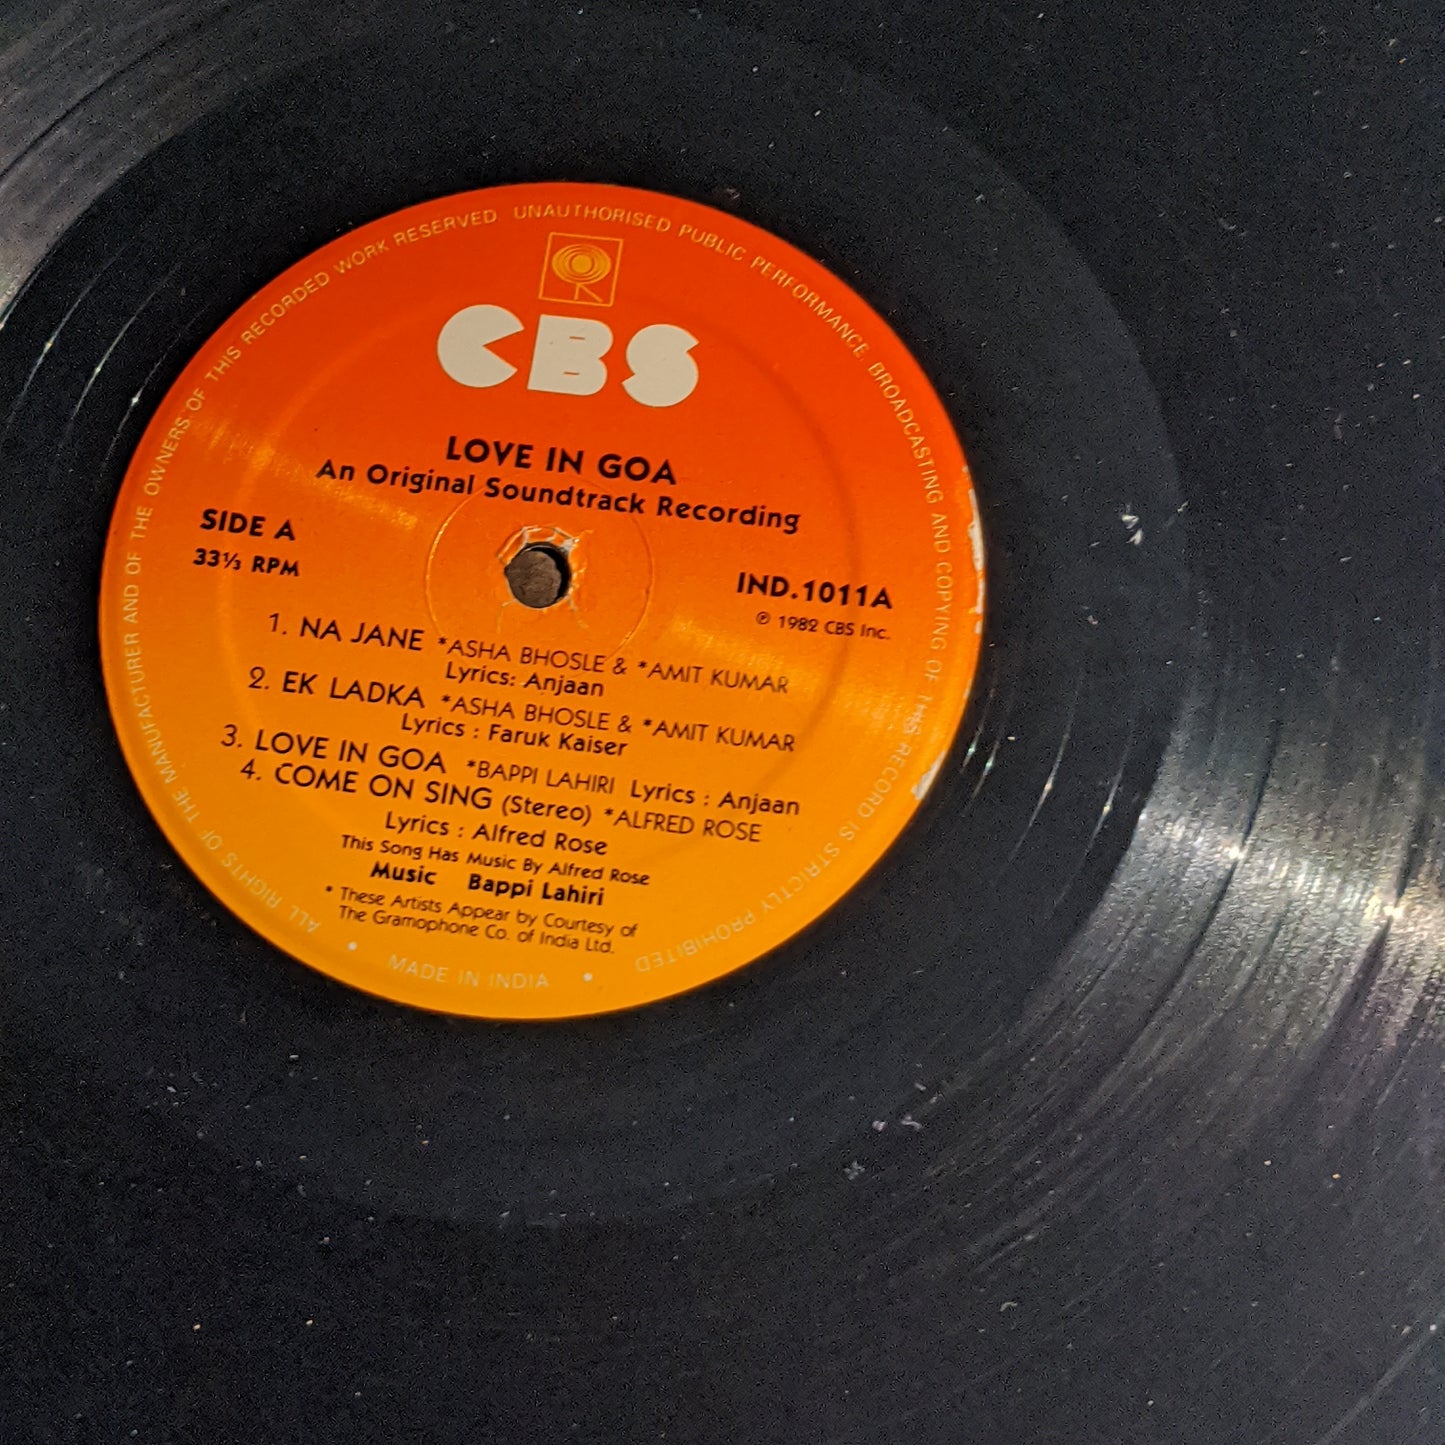 ALL RIGHTS OF THE MANUFACTURER AND OF THE OWNERS OF THIS RECORDED WORK RESERVED. UNAUTHORISED PUBLIC PERFORMANCE. BROADCASTING AND COPYING OF THIS RECORD IS STRICTLY PROHIBITED
CBS
LOVE IN GOA
An Original Soundtrack Recording
SIDE A
33⅓ RPM
IND.1011A
℗ 1982 CBS Inc.
1. NA JANE *ASHA BHOSLE & *AMIT KUMAR
Lyrics: Anjaan
2. EK LADKA *ASHA BHOSLE & *AMIT KUMAR
Lyrics : Faruk Kaiser
3. LOVE IN GOA *BAPPI LAHIRI Lyrics : Anjaan
4. COME ON SING (Stereo) *ALFRED ROSE
Lyrics : Alfred Rose
This Song Has Music By Alfred Rose
Music Bappi Lahiri
* These Artists Appear by Courtesy of
The Gramophone Co. of India Ltd.
• MADE IN INDIA •